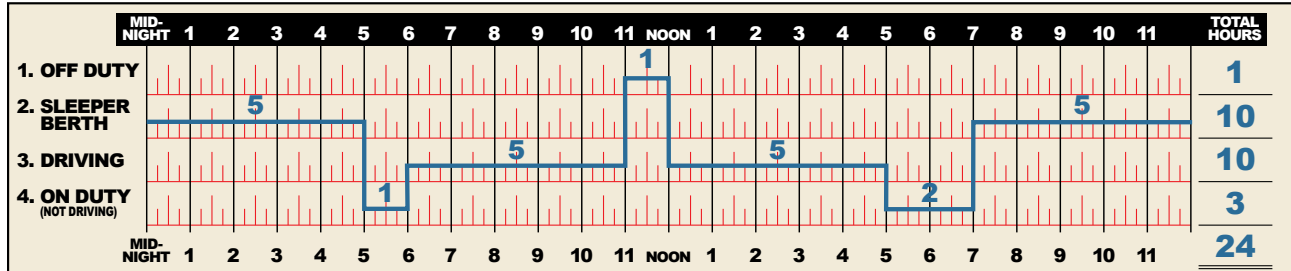 MID-NIGHT 1 2 3 4 5 6 7 8 9 10 11 NOON 1 2 3 4 5 6 7 8 9 10 11 TOTAL HOURS
1. OFF DUTY 1 1
2. SLEEPER BERTH 5 5 10
3. DRIVING 5 5 10
4. ON DUTY (NOT DRIVING) 1 2 3
MID-NIGHT 1 2 3 4 5 6 7 8 9 10 11 NOON 1 2 3 4 5 6 7 8 9 10 11 24